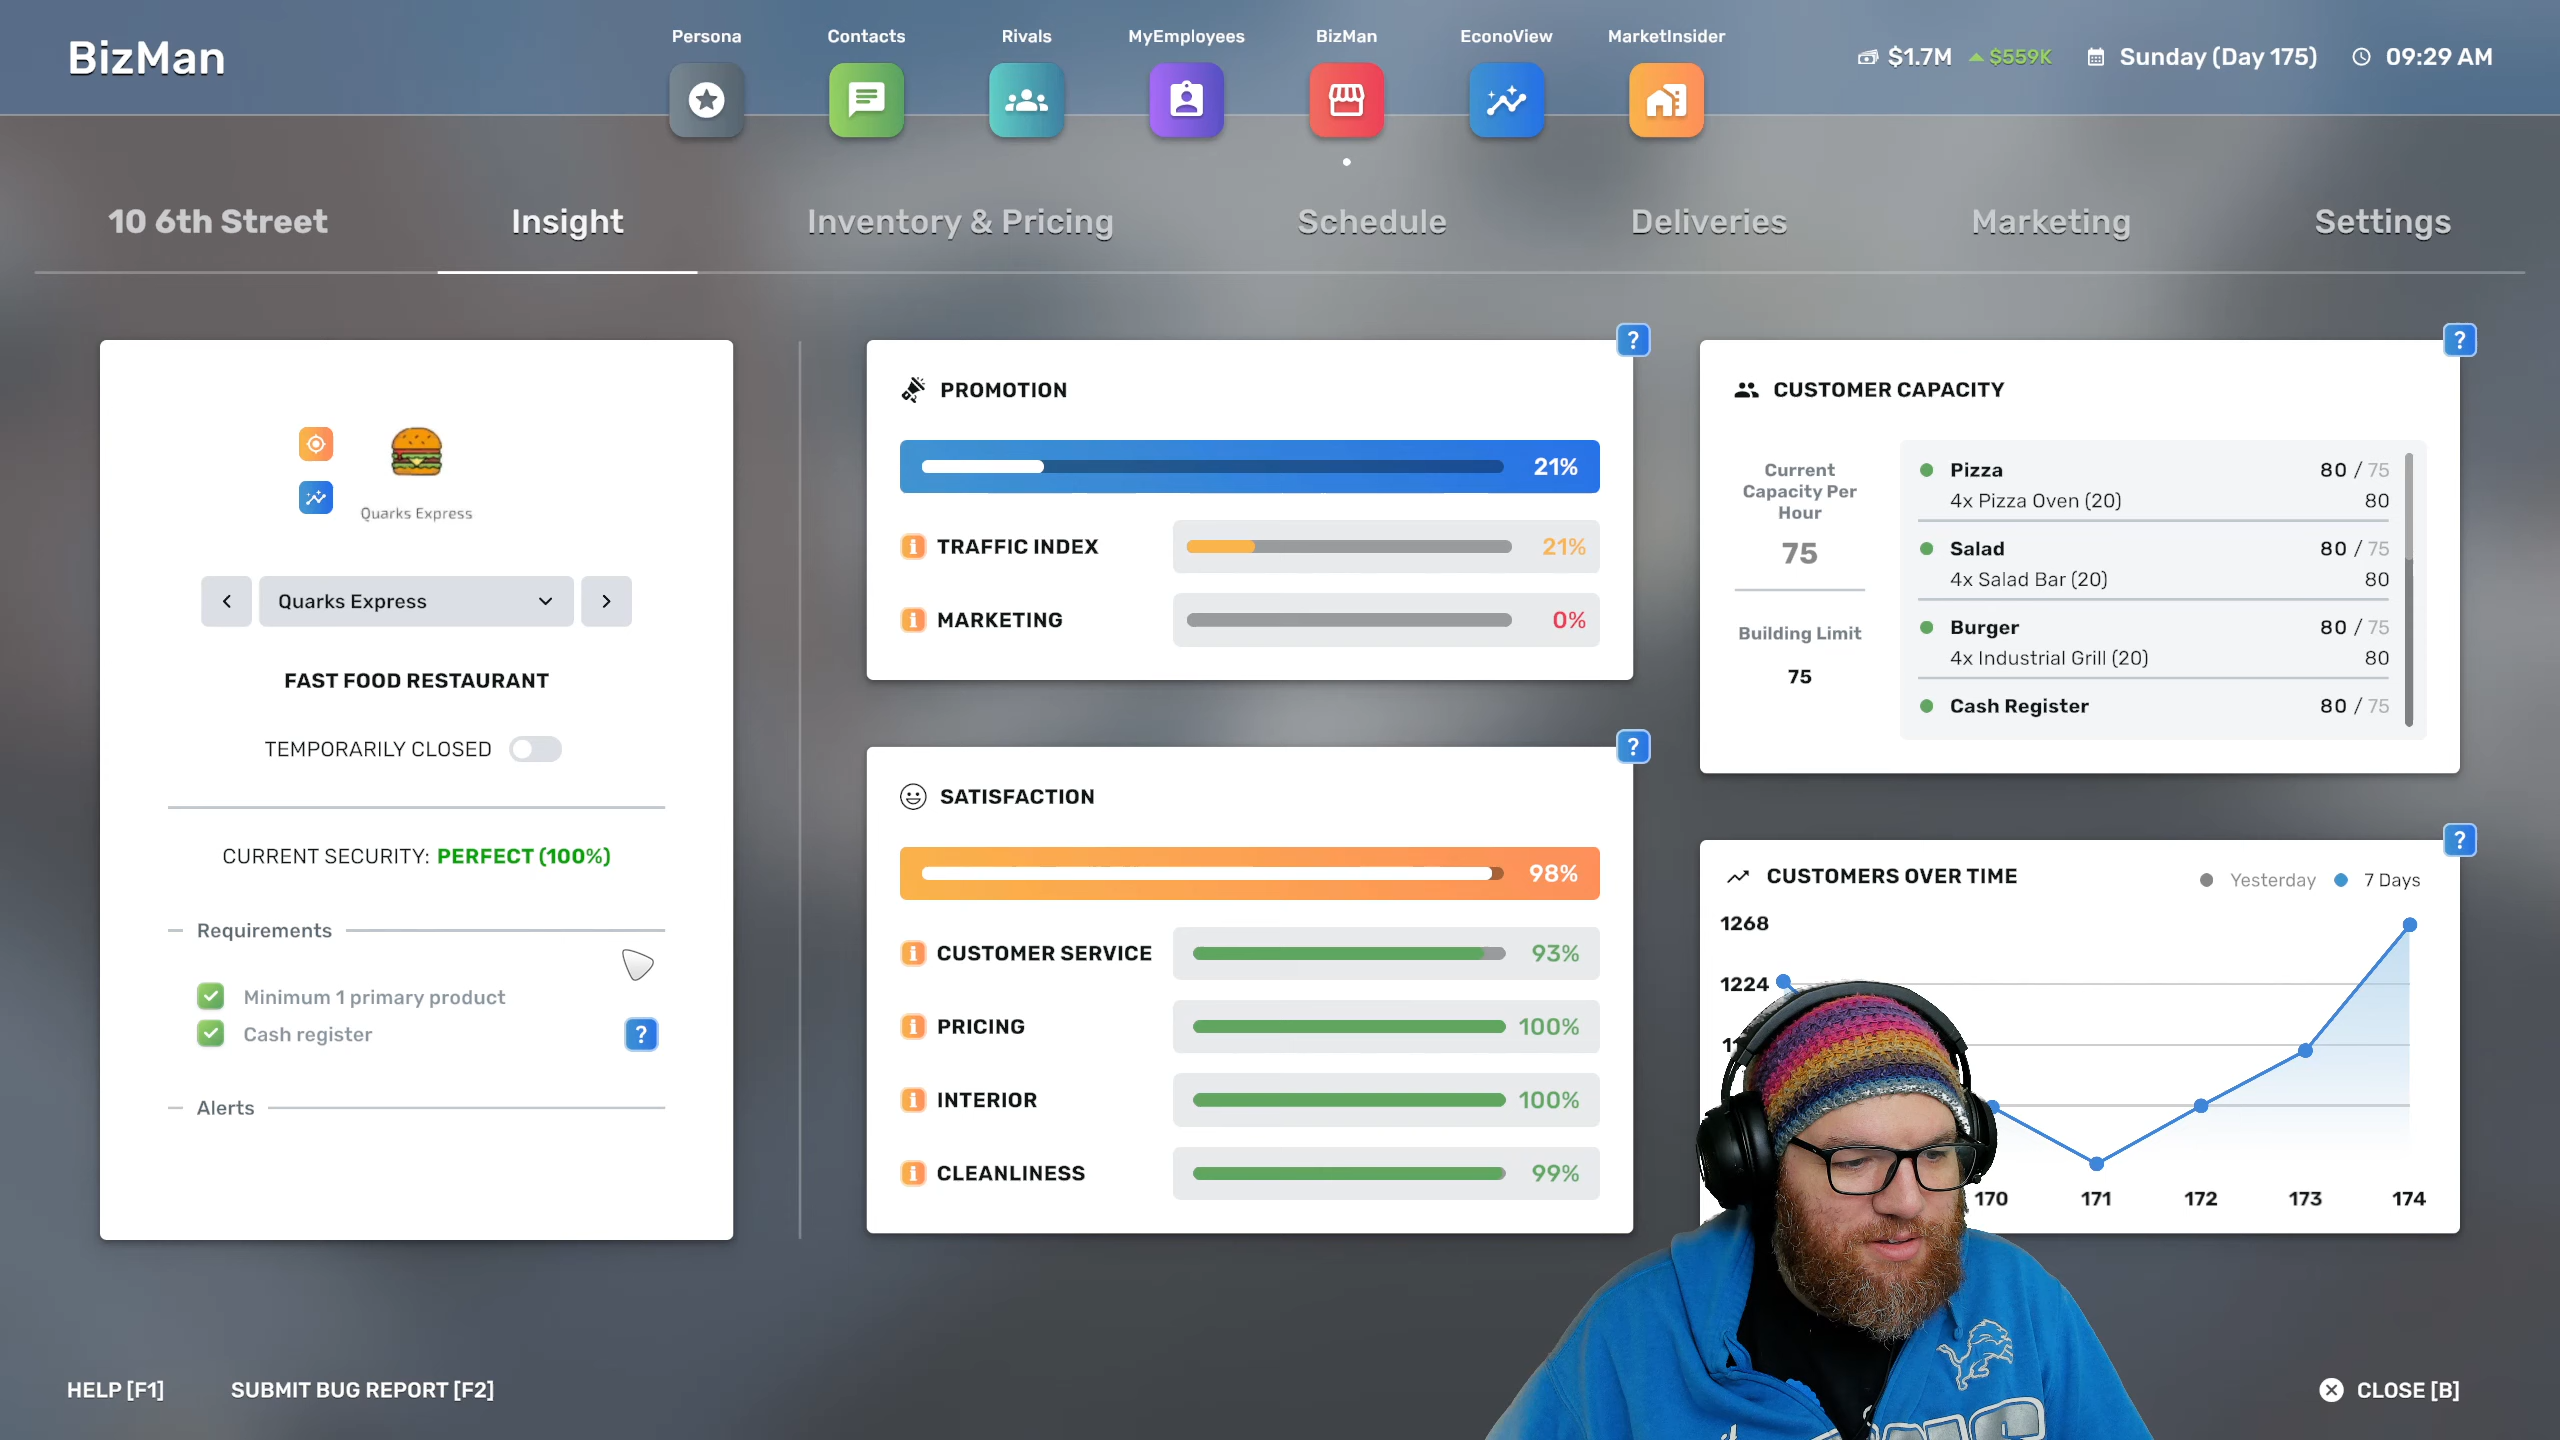 BizMan
Persona
Contacts
Rivals
MyEmployees
BizMan
EconoView
MarketInsider
$1.7M
$559K
Sunday (Day 175)
09:29 AM
10 6th Street
Insight
Inventory & Pricing
Schedule
Deliveries
Marketing
Settings
Quarks Express
Quarks Express
FAST FOOD RESTAURANT
TEMPORARILY CLOSED
CURRENT SECURITY: PERFECT (100%)
Requirements
Minimum 1 primary product
Cash register
?
Alerts
?
PROMOTION
21%
TRAFFIC INDEX 21%
MARKETING 0%
?
SATISFACTION
98%
CUSTOMER SERVICE 93%
PRICING 100%
INTERIOR 100%
CLEANLINESS 99%
?
CUSTOMER CAPACITY
Current
Capacity Per
Hour
75
Building Limit
75
Pizza 80 / 75
4x Pizza Oven (20) 80
Salad 80 / 75
4x Salad Bar (20) 80
Burger 80 / 75
4x Industrial Grill (20) 80
Cash Register 80 / 75
?
CUSTOMERS OVER TIME
Yesterday
7 Days
1268
1224
170 171 172 173 174
HELP [F1]
SUBMIT BUG REPORT [F2]
CLOSE [B]